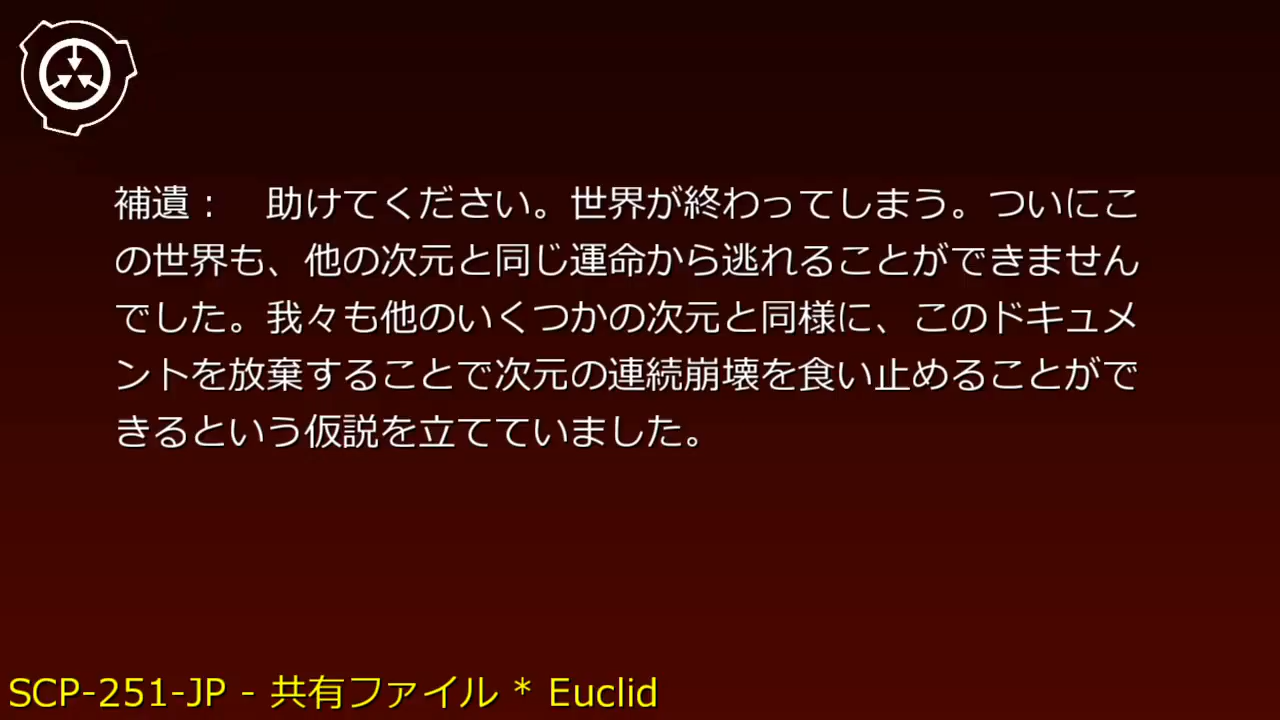 補遺：　助けてください。世界が終わってしまう。ついにこ
の世界も、他の次元と同じ運命から逃れることができません
でした。我々も他のいくつかの次元と同様に、このドキュメ
ントを放棄することで次元の連続崩壊を食い止めることがで
きるという仮説を立てていました。
SCP-251-JP - 共有ファイル * Euclid